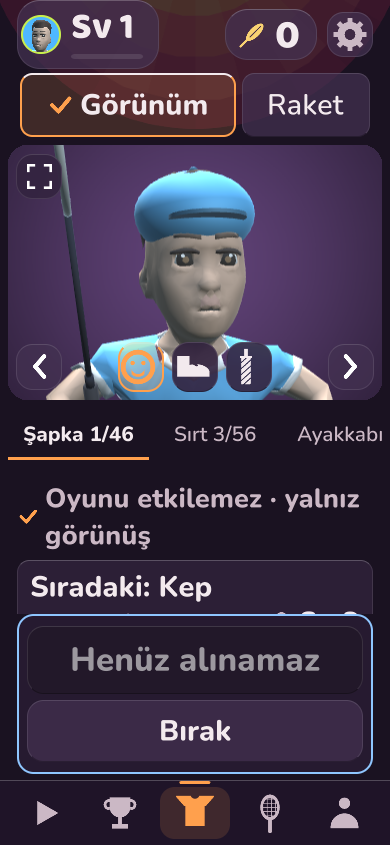 Sv 1
0
Görünüm
Raket
Şapka 1/46
Sırt 3/56
Ayakkabı
Oyunu etkilemez · yalnız
görünüş
Sıradaki: Kep
Henüz alınamaz
Bırak